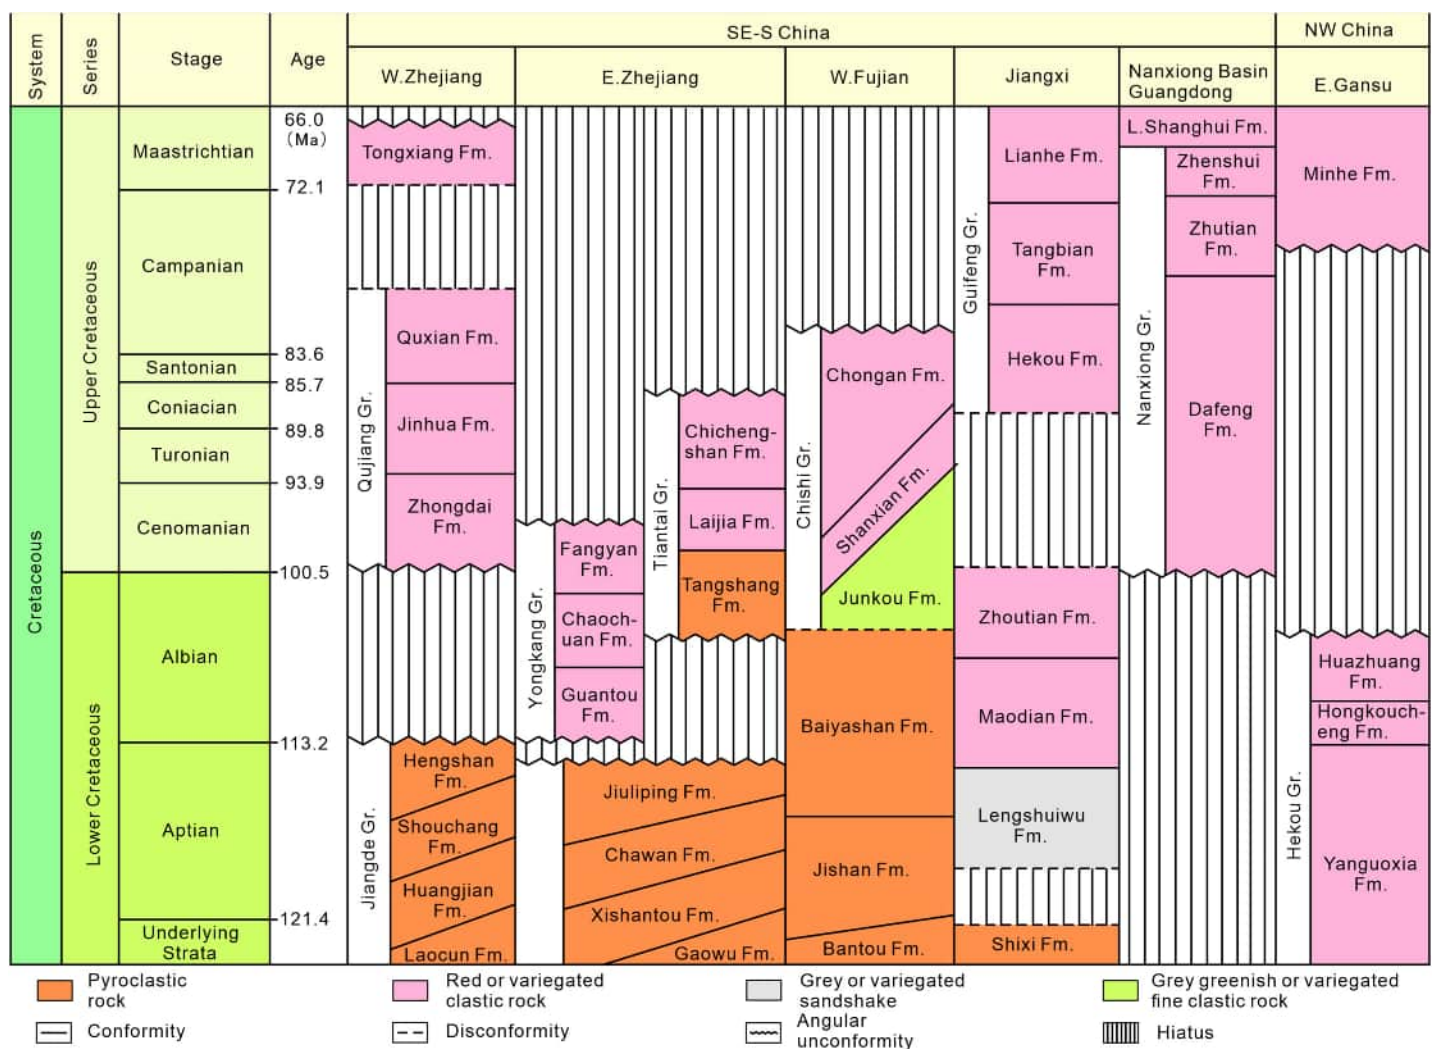 System
Series
Stage
Age
SE-S China
NW China
W.Zhejiang
E.Zhejiang
W.Fujian
Jiangxi
Nanxiong Basin
Guangdong
E.Gansu
Cretaceous
Upper Cretaceous
Lower Cretaceous
Maastrichtian
Campanian
Santonian
Coniacian
Turonian
Cenomanian
Albian
Aptian
Underlying
Strata
66.0
(Ma)
72.1
83.6
85.7
89.8
93.9
100.5
113.2
121.4
Tongxiang Fm.
Qujiang Gr.
Quxian Fm.
Jinhua Fm.
Zhongdai
Fm.
Jiangde Gr.
Hengshan
Fm.
Shouchang
Fm.
Huangjian
Fm.
Laocun Fm.
Yongkang Gr.
Fangyan
Fm.
Chaoch-
uan Fm.
Guantou
Fm.
Tiantai Gr.
Chicheng-
shan Fm.
Laijia Fm.
Tangshang
Fm.
Jiuliping Fm.
Chawan Fm.
Xishantou Fm.
Gaowu Fm.
Chishi Gr.
Chongan Fm.
Shanxian Fm.
Junkou Fm.
Baiyashan Fm.
Jishan Fm.
Bantou Fm.
Guifeng Gr.
Lianhe Fm.
Tangbian
Fm.
Hekou Fm.
Zhoutian Fm.
Maodian Fm.
Lengshuiwu
Fm.
Shixi Fm.
L.Shanghui Fm.
Nanxiong Gr.
Zhenshui
Fm.
Zhutian
Fm.
Dafeng
Fm.
Minhe Fm.
Hekou Gr.
Huazhuang
Fm.
Hongkouch-
eng Fm.
Yanguoxia
Fm.
Pyroclastic
rock
Red or variegated
clastic rock
Grey or variegated
sandshake
Grey greenish or variegated
fine clastic rock
Conformity
Disconformity
Angular
unconformity
Hiatus